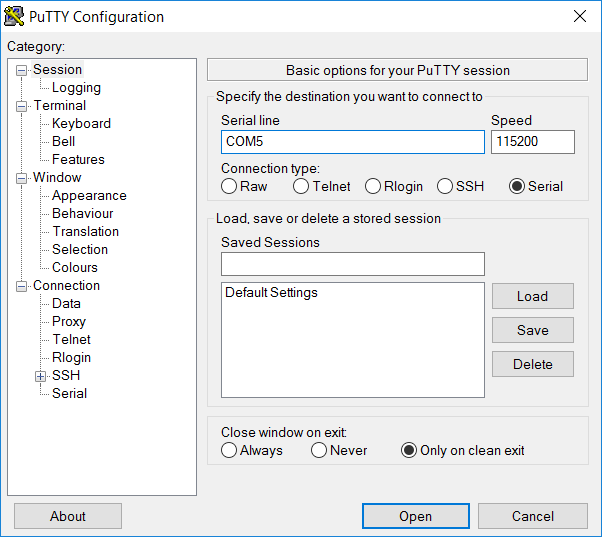 PuTTY Configuration
Category:
Session
Logging
Terminal
Keyboard
Bell
Features
Window
Appearance
Behaviour
Translation
Selection
Colours
Connection
Data
Proxy
Telnet
Rlogin
SSH
Serial
Basic options for your PuTTY session
Specify the destination you want to connect to
Serial line Speed
COM5 115200
Connection type:
Raw Telnet Rlogin SSH Serial
Load, save or delete a stored session
Saved Sessions
Default Settings
Load
Save
Delete
Close window on exit:
Always Never Only on clean exit
About Open Cancel